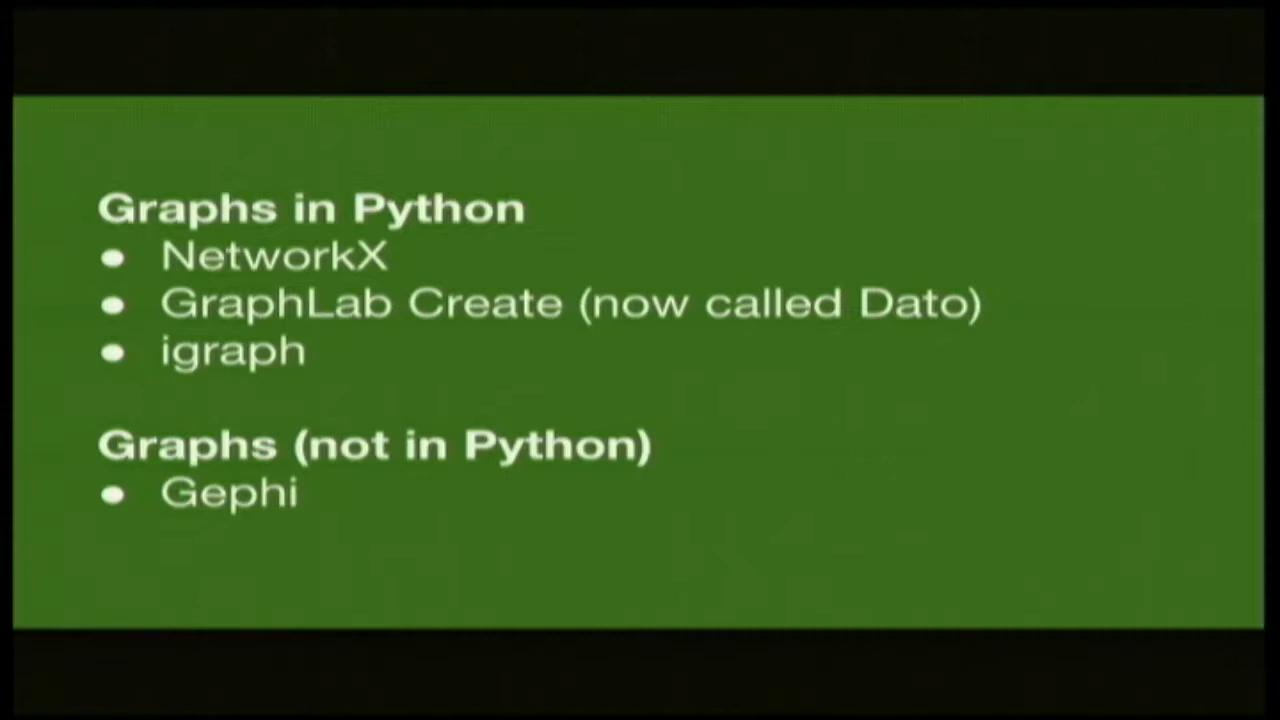 Graphs in Python
● NetworkX
● GraphLab Create (now called Dato)
● igraph
Graphs (not in Python)
● Gephi